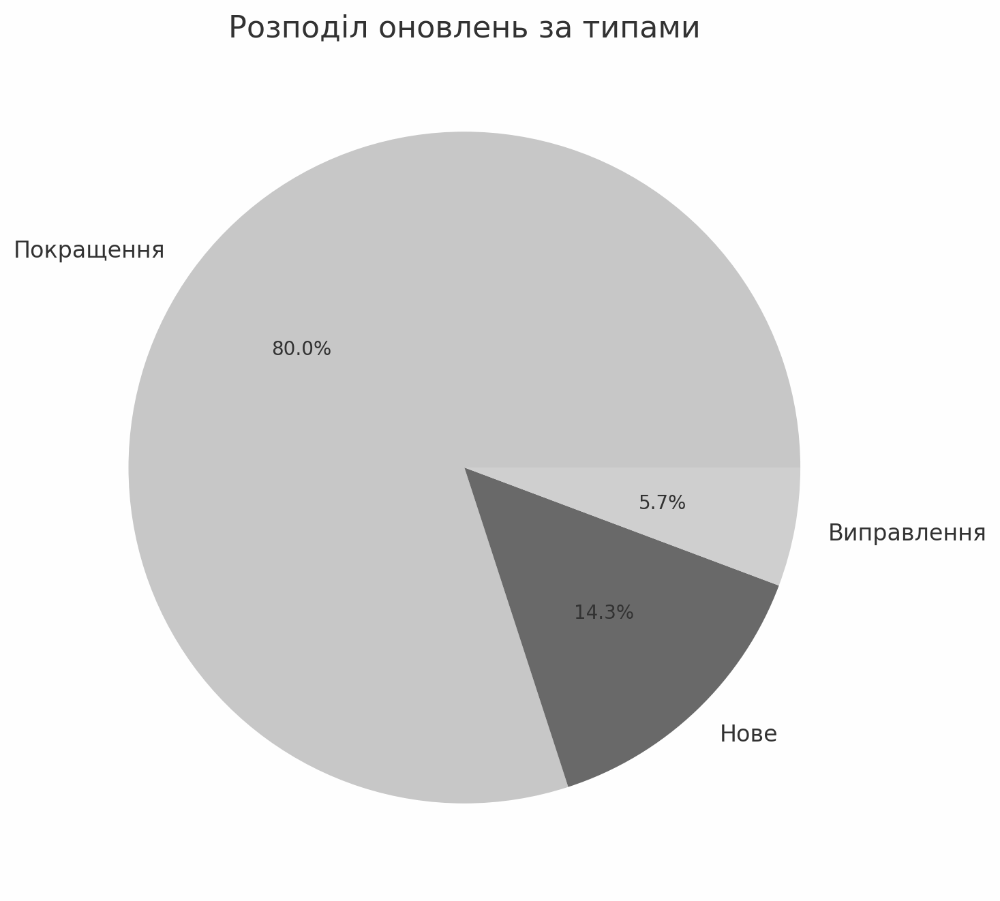 Розподіл оновлень за типами
Покращення
80.0%
5.7%
Виправлення
14.3%
Нове